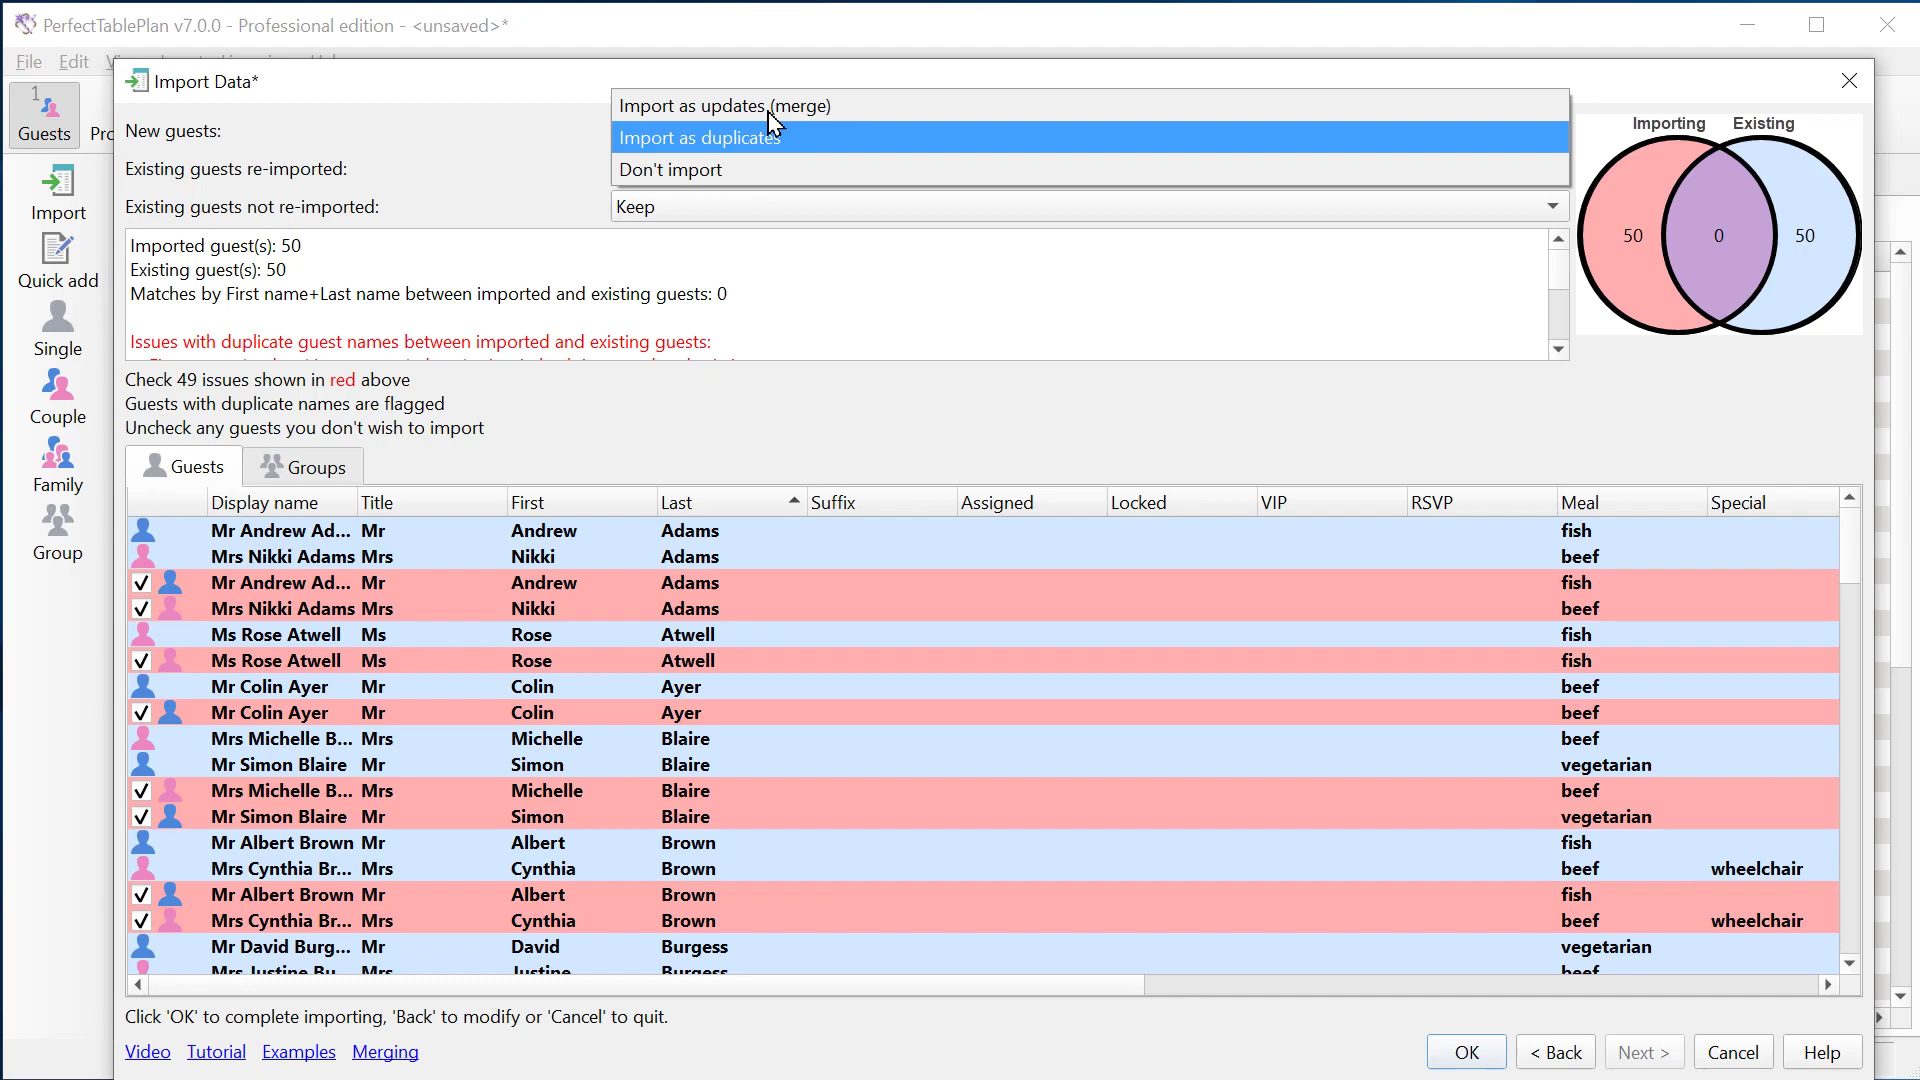 PerfectTablePlan v7.0.0 - Professional edition - <unsaved>*
File Edit
Import Data*
1
Guests
Import
Quick add
Single
Couple
Family
Group
New guests:
Import as updates (merge)
Import as duplicates
Existing guests re-imported:
Don't import
Existing guests not re-imported:
Keep
Importing Existing
50 0 50
Imported guest(s): 50
Existing guest(s): 50
Matches by First name+Last name between imported and existing guests: 0
Issues with duplicate guest names between imported and existing guests:
Check 49 issues shown in red above
Guests with duplicate names are flagged
Uncheck any guests you don't wish to import
Guests Groups
Display name Title First Last Suffix Assigned Locked VIP RSVP Meal Special
Mr Andrew Ad... Mr Andrew Adams fish
Mrs Nikki Adams Mrs Nikki Adams beef
Mr Andrew Ad... Mr Andrew Adams fish
Mrs Nikki Adams Mrs Nikki Adams beef
Ms Rose Atwell Ms Rose Atwell fish
Ms Rose Atwell Ms Rose Atwell fish
Mr Colin Ayer Mr Colin Ayer beef
Mr Colin Ayer Mr Colin Ayer beef
Mrs Michelle B... Mrs Michelle Blaire beef
Mr Simon Blaire Mr Simon Blaire vegetarian
Mrs Michelle B... Mrs Michelle Blaire beef
Mr Simon Blaire Mr Simon Blaire vegetarian
Mr Albert Brown Mr Albert Brown fish
Mrs Cynthia Br... Mrs Cynthia Brown beef wheelchair
Mr Albert Brown Mr Albert Brown fish
Mrs Cynthia Br... Mrs Cynthia Brown beef wheelchair
Mr David Burg... Mr David Burgess vegetarian
Mrs Justine Bu... Mrs Justine Burgess beef
Click 'OK' to complete importing, 'Back' to modify or 'Cancel' to quit.
Video Tutorial Examples Merging
OK < Back Next > Cancel Help